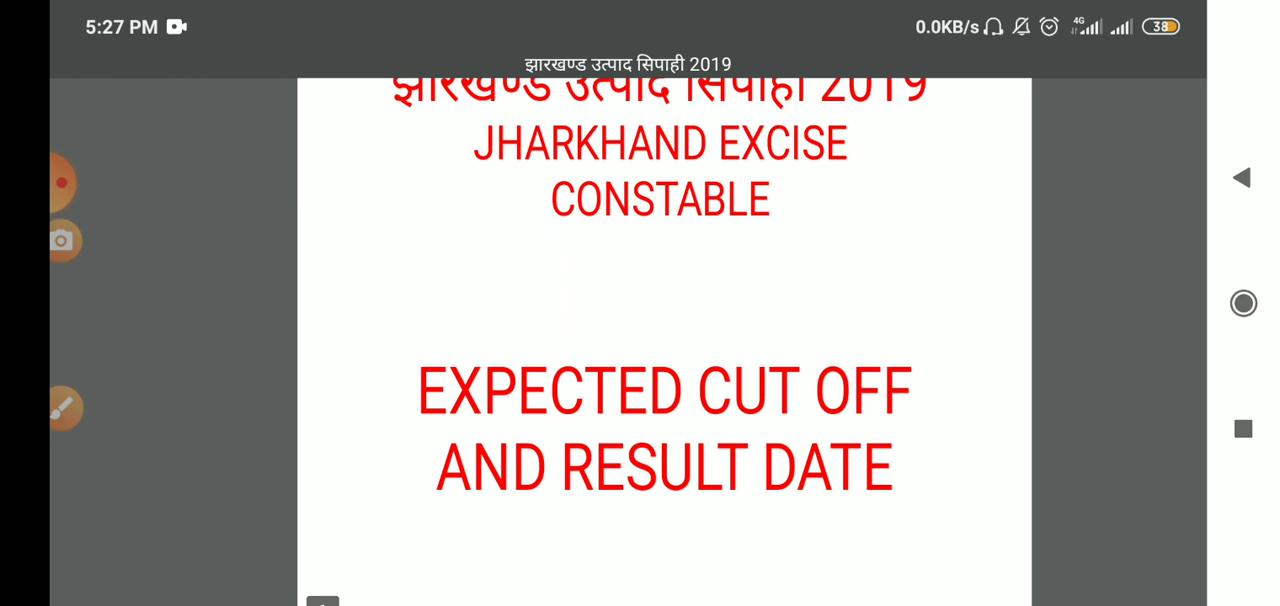 5:27 PM 0.0KB/s 4G 38
झारखण्ड उत्पाद सिपाही 2019
झारखण्ड उत्पाद सिपाही 2019
JHARKHAND EXCISE
CONSTABLE
EXPECTED CUT OFF
AND RESULT DATE